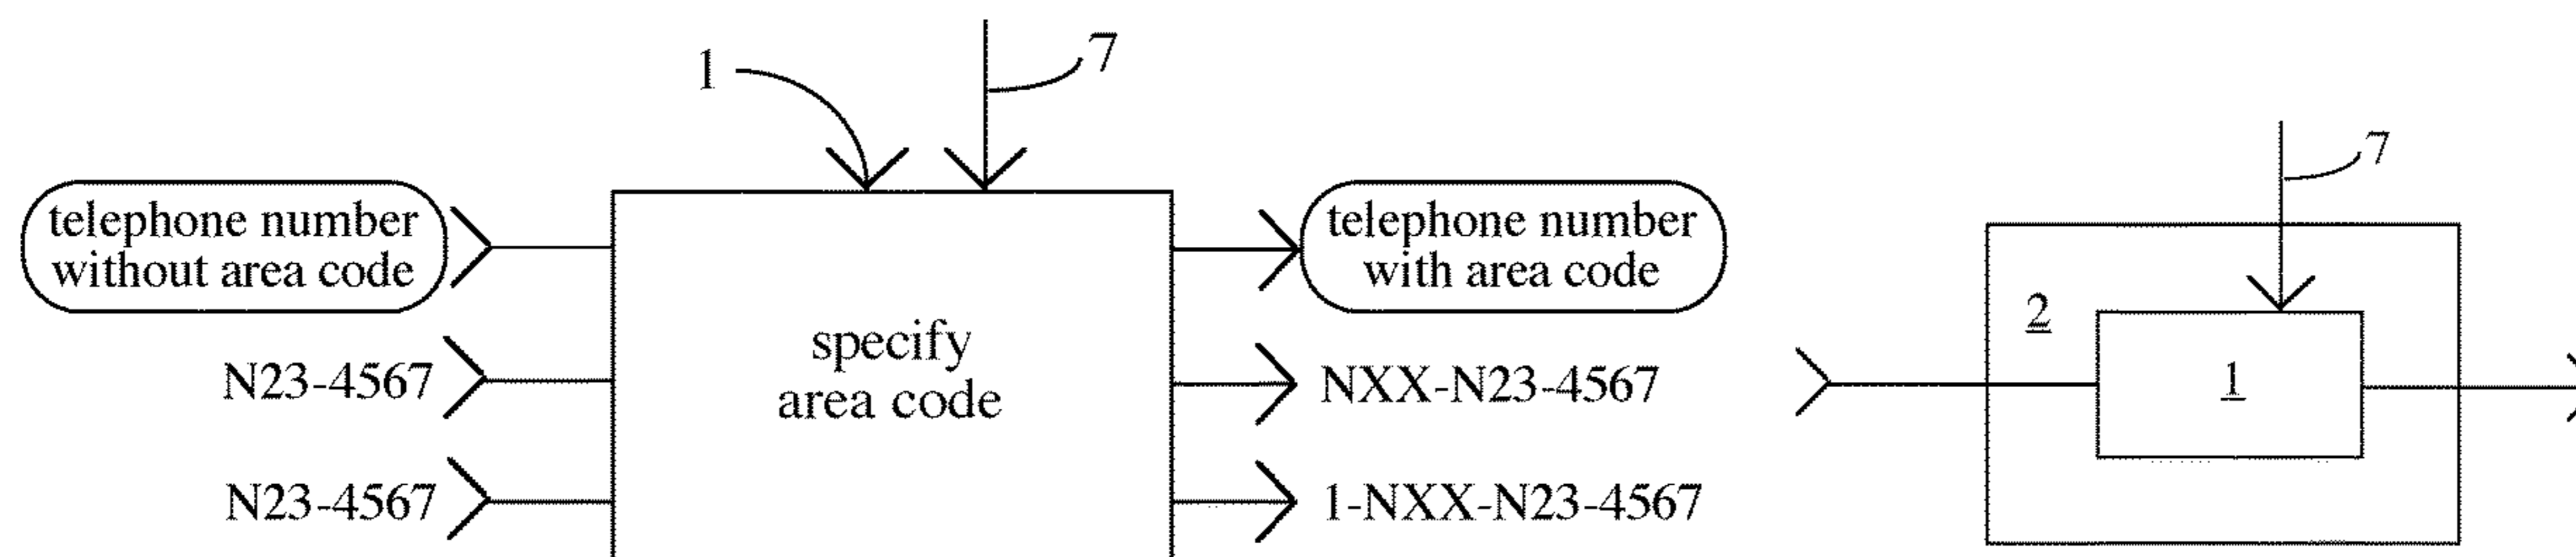 1
7
telephone number
without area code
N23-4567
N23-4567
specify
area code
telephone number
with area code
NXX-N23-4567
1-NXX-N23-4567
7
2
1